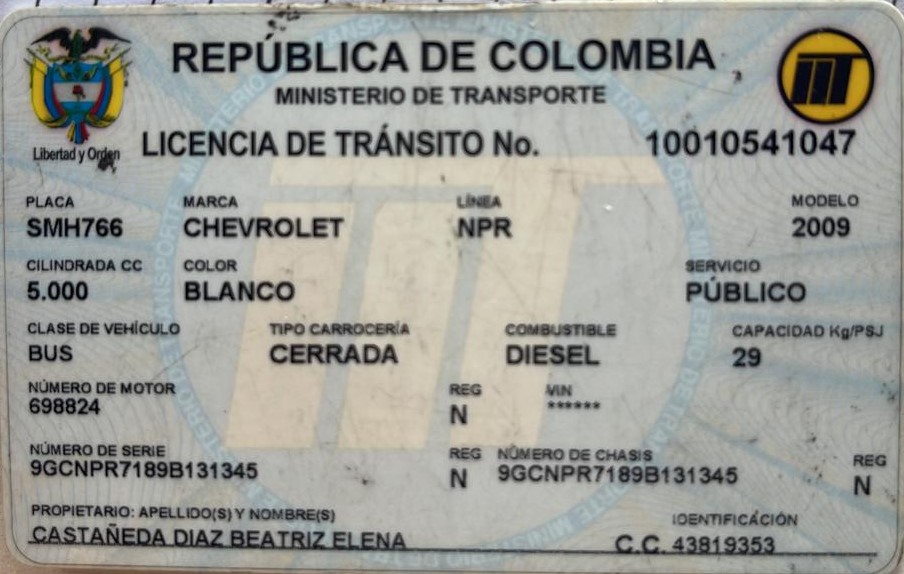 REPÚBLICA DE COLOMBIA
MINISTERIO DE TRANSPORTE
Libertad y Orden
LICENCIA DE TRÁNSITO No. 10010541047
PLACA MARCA LÍNEA MODELO
SMH766 CHEVROLET NPR 2009
CILINDRADA CC COLOR SERVICIO
5.000 BLANCO PÚBLICO
CLASE DE VEHÍCULO TIPO CARROCERÍA COMBUSTIBLE CAPACIDAD Kg/PSJ
BUS CERRADA DIESEL 29
NÚMERO DE MOTOR REG VIN
698824 N ******
NÚMERO DE SERIE REG NÚMERO DE CHASIS REG
9GCNPR7189B131345 N 9GCNPR7189B131345 N
PROPIETARIO: APELLIDO(S) Y NOMBRE(S) IDENTIFICACIÓN
CASTAÑEDA DIAZ BEATRIZ ELENA C.C. 43819353